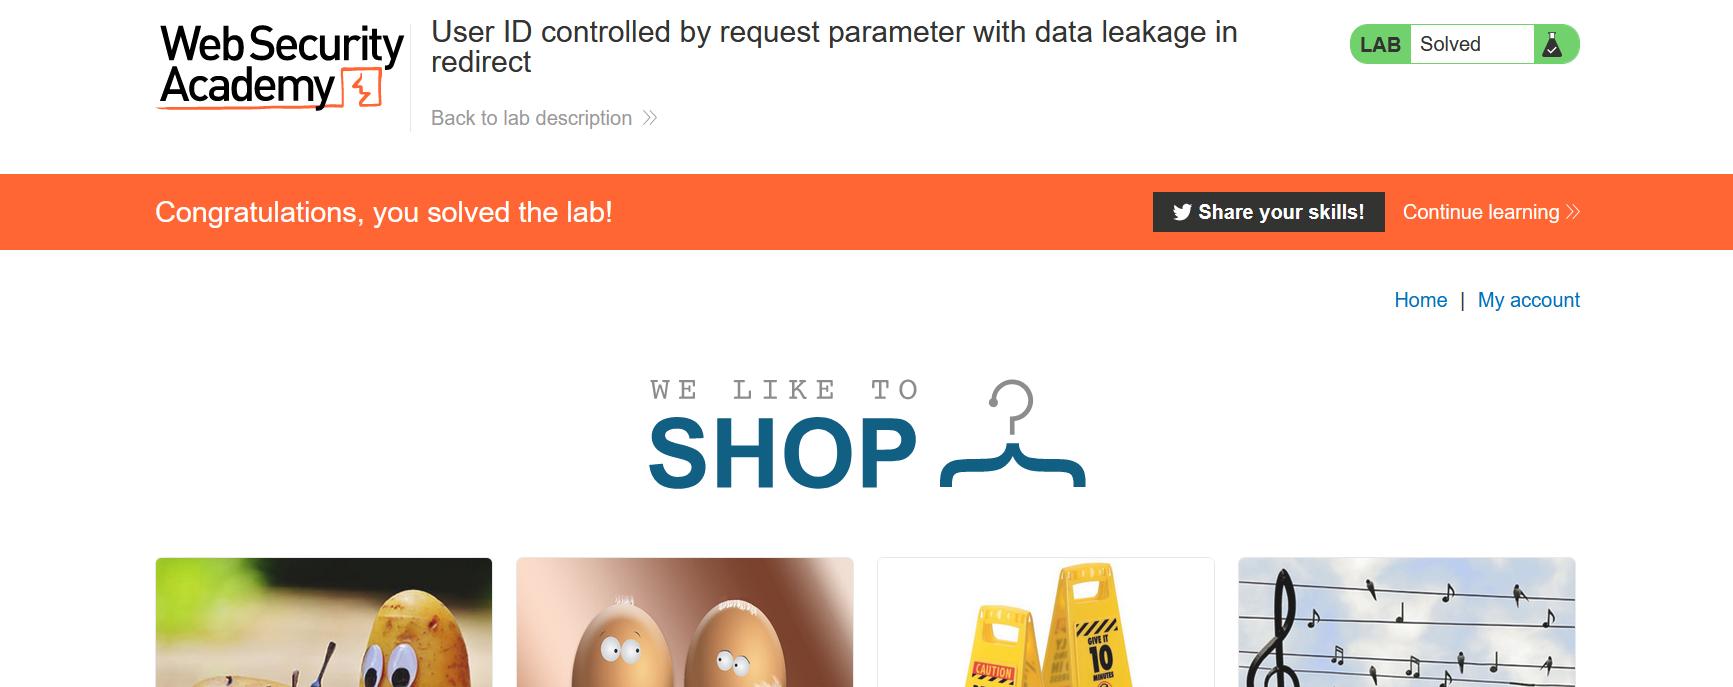 Web Security
Academy
User ID controlled by request parameter with data leakage in
redirect
Back to lab description
LAB Solved
Congratulations, you solved the lab!
Share your skills!
Continue learning
Home | My account
WE LIKE TO
SHOP
GIVE IT
10
MINUTES
CAUTION